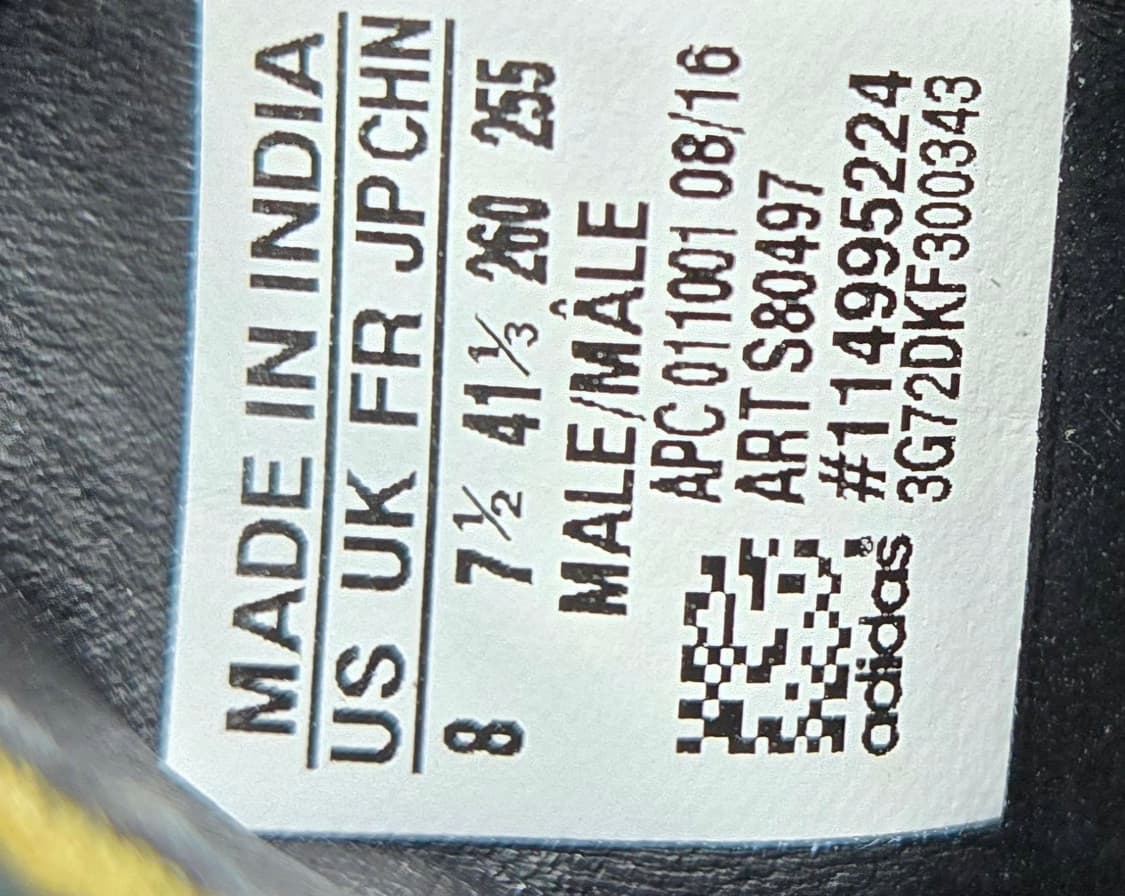 MADE IN INDIA
US UK FR JP CHN
8 7½ 41⅓ 260 255
MALE/MÂLE
APC 011001 08/16
ART S80497
#114995224
adidas® 3G72DKF300343